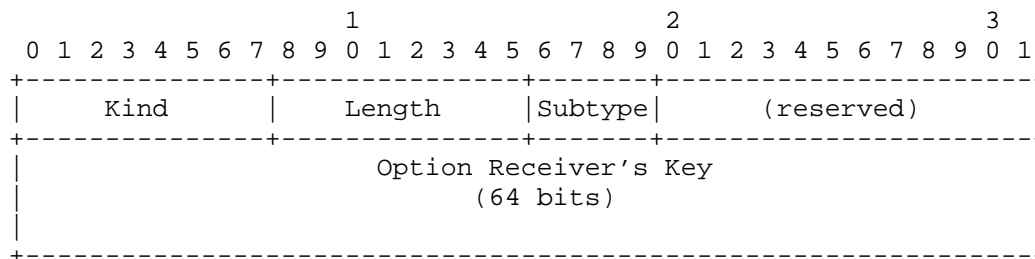 1                   2                   3
 0 1 2 3 4 5 6 7 8 9 0 1 2 3 4 5 6 7 8 9 0 1 2 3 4 5 6 7 8 9 0 1
+---------------+---------------+-------+-----------------------
|     Kind      |    Length     |Subtype|      (reserved)
+---------------+---------------+-------+-----------------------
|                      Option Receiver's Key
|                            (64 bits)
|
+---------------------------------------------------------------